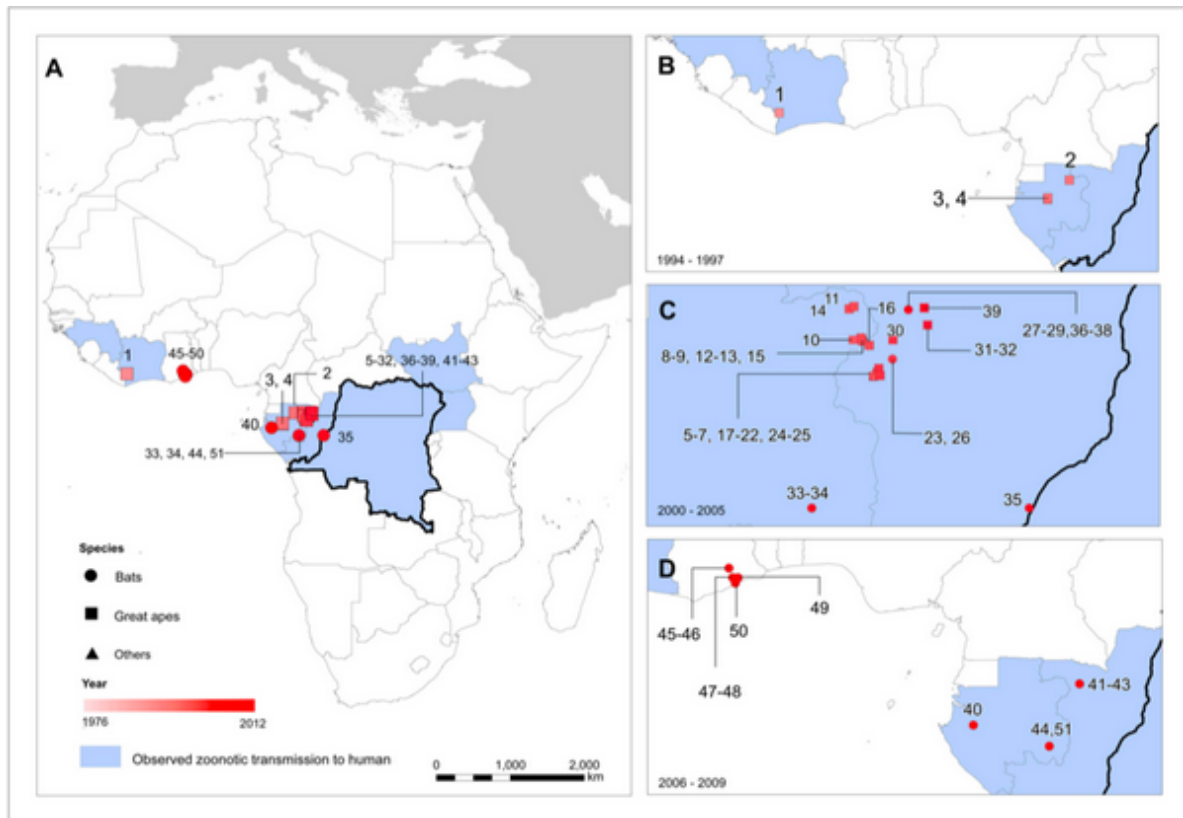 A
1
45-50
3, 4
2
5-32, 36-39, 41-43
40
35
33, 34, 44, 51
Species
Bats
Great apes
Others
Year
1976
2012
Observed zoonotic transmission to human
0
1,000
2,000
km
B
1
2
3, 4
1994 - 1997
C
11
14
16
39
10
30
27-29,36-38
8-9, 12-13, 15
31-32
5-7, 17-22, 24-25
23, 26
33-34
35
2000 - 2005
D
49
45-46
50
47-48
41-43
40
44,51
2006 - 2009